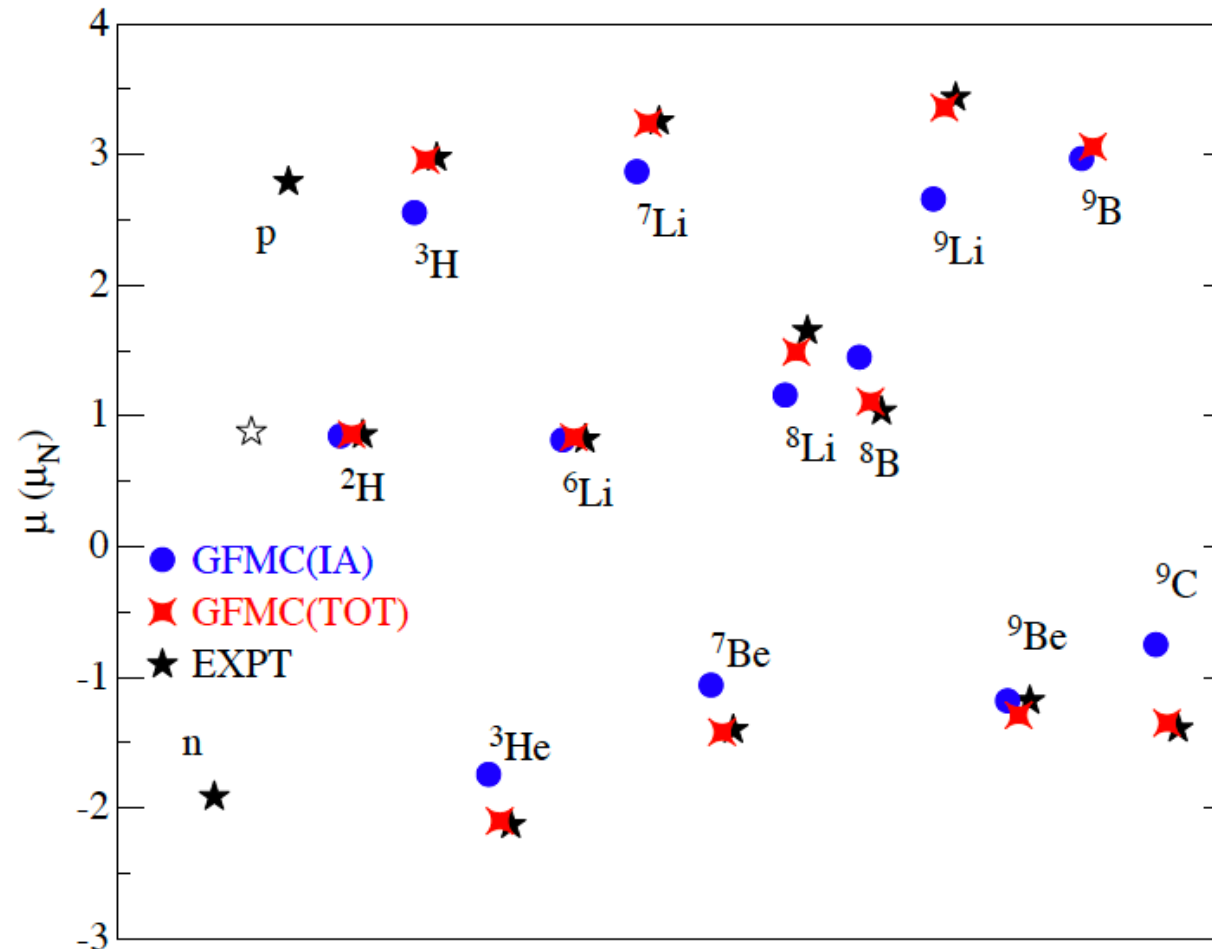 4
3
2
1
0
-1
-2
-3
μ (μN)
p
n
²H
³H
³He
⁶Li
⁷Li
⁷Be
⁸Li
⁸B
⁹Li
⁹Be
⁹B
⁹C
GFMC(IA)
GFMC(TOT)
EXPT